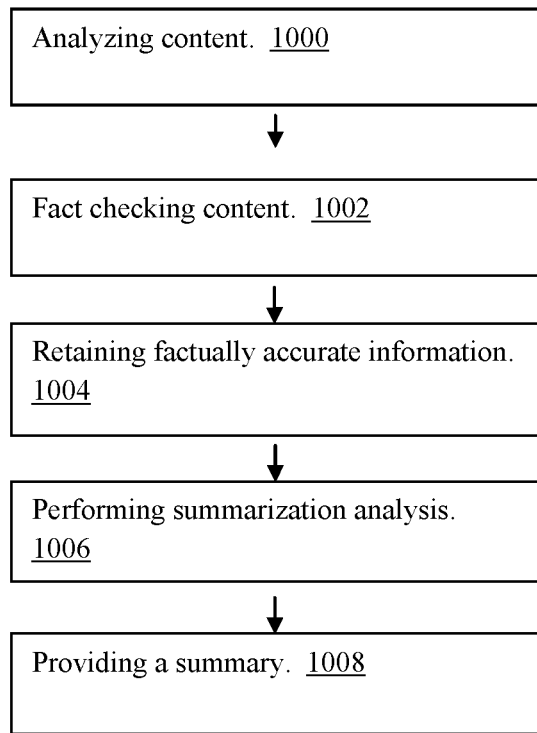 Analyzing content. 1000
Fact checking content. 1002
Retaining factually accurate information.
1004
Performing summarization analysis.
1006
Providing a summary. 1008